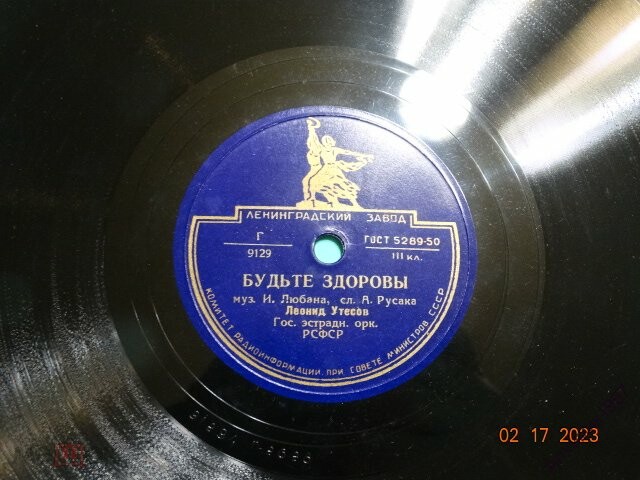 ЛЕНИНГРАДСКИЙ ЗАВОД
Г
9129
ГОСТ 5289-50
III кл.
БУДЬТЕ ЗДОРОВЫ
муз. И. Любана, сл. А. Русака
Леонид Утесов
Гос. эстрадн. орк.
РСФСР
КОМИТЕТ РАДИОИНФОРМАЦИИ ПРИ СОВЕТЕ МИНИСТРОВ СССР
02 17 2023